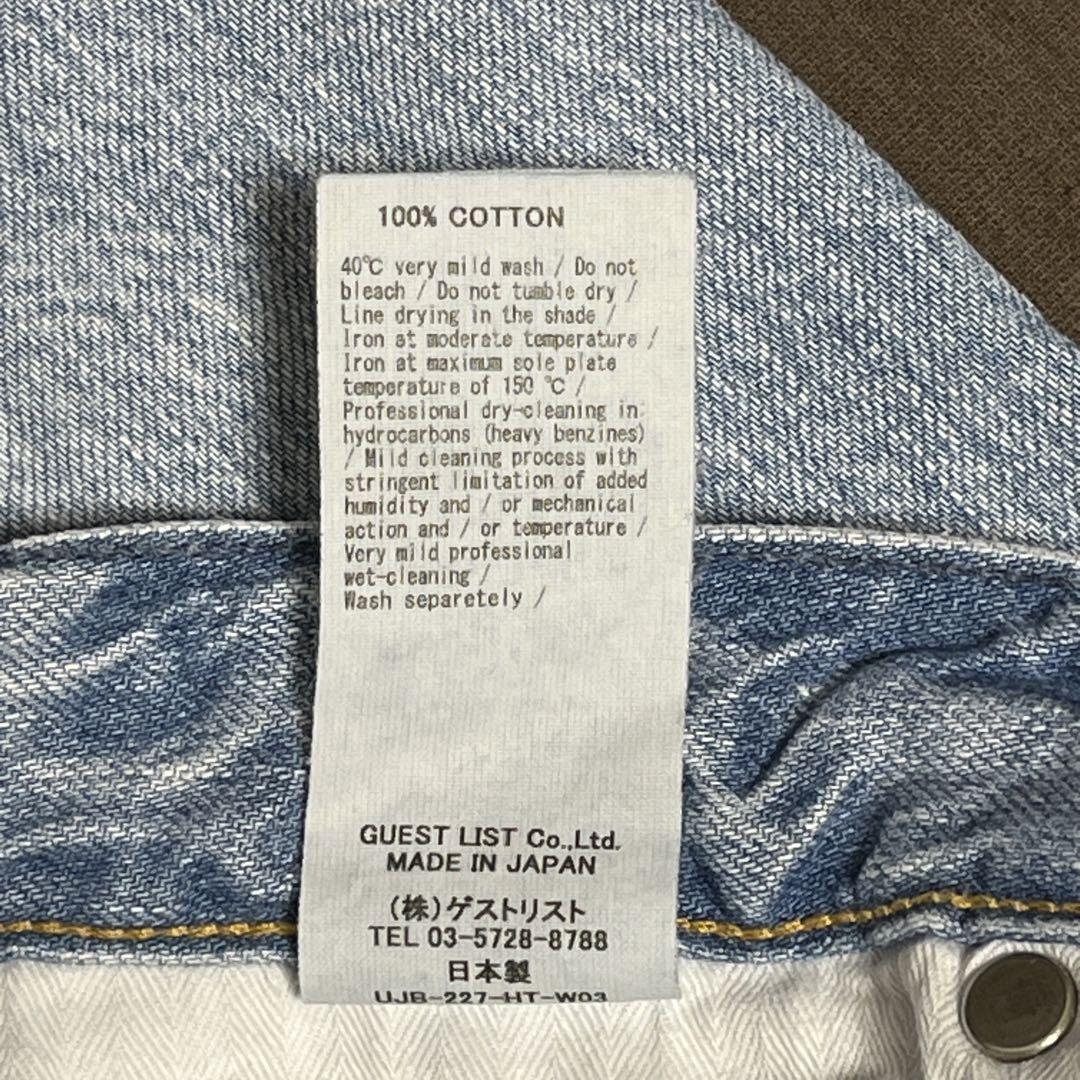 100% COTTON
40℃ very mild wash / Do not
bleach / Do not tumble dry /
Line drying in the shade /
Iron at moderate temperature /
Iron at maximum sole plate
temperature of 150 ℃ /
Professional dry-cleaning in
hydrocarbons (heavy benzines)
/ Mild cleaning process with
stringent limitation of added
humidity and / or mechanical
action and / or temperature /
Very mild professional
wet-cleaning /
Wash separetely /
GUEST LIST Co.,Ltd.
MADE IN JAPAN
(株)ゲストリスト
TEL 03-5728-8788
日本製
UJB-227-HT-W03